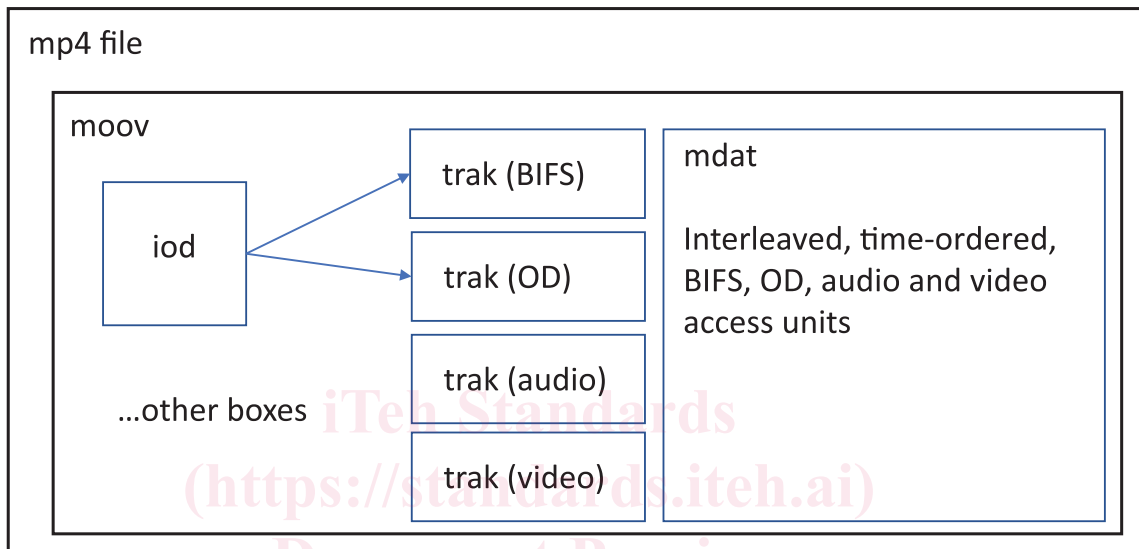 mp4 file
moov
iod
trak (BIFS)
trak (OD)
trak (audio)
trak (video)
...other boxes
mdat
Interleaved, time-ordered,
BIFS, OD, audio and video
access units
iTeh Standards
(https://standards.iteh.ai)